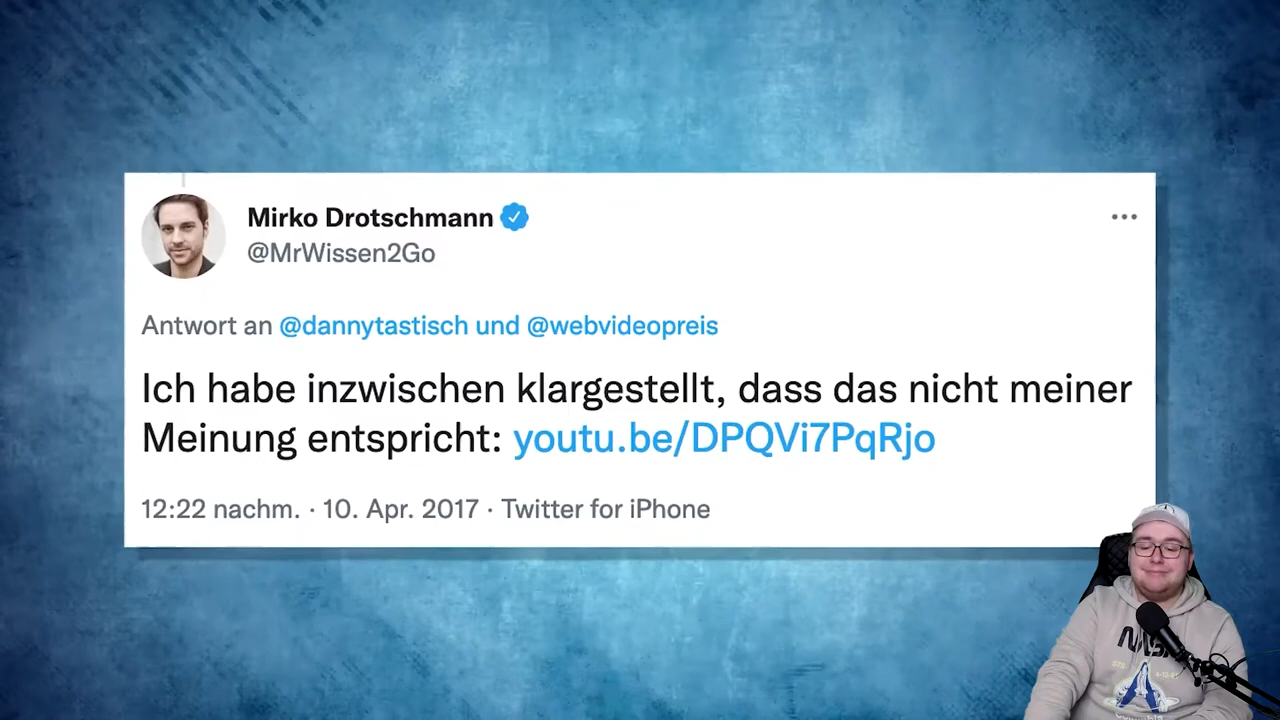 Mirko Drotschmann
@MrWissen2Go
Antwort an @dannytastisch und @webvideopreis
Ich habe inzwischen klargestellt, dass das nicht meiner
Meinung entspricht: youtu.be/DPQVi7PqRjo
12:22 nachm. · 10. Apr. 2017 · Twitter for iPhone